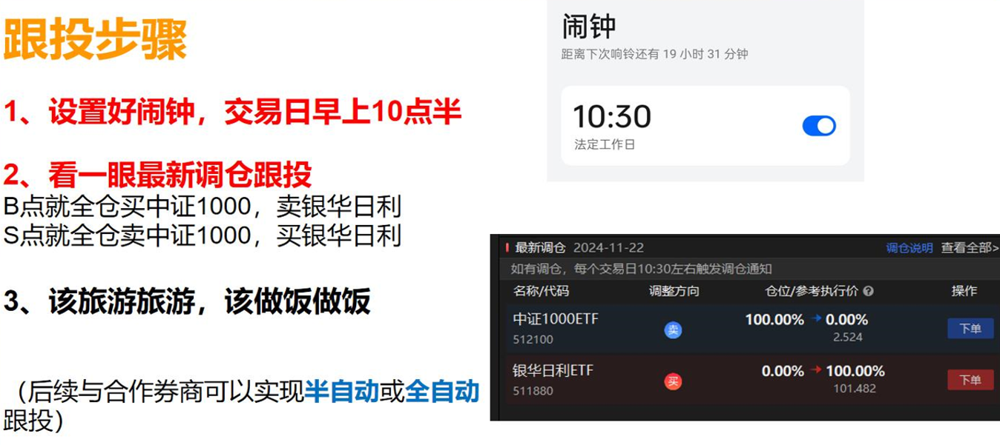 跟投步骤
1、设置好闹钟，交易日早上10点半
2、看一眼最新调仓跟投
B点就全仓买中证1000，卖银华日利
S点就全仓卖中证1000，买银华日利
3、该旅游旅游，该做饭做饭
（后续与合作券商可以实现半自动或全自动
跟投）
闹钟
距离下次响铃还有 19 小时 31 分钟
10:30
法定工作日
最新调仓 2024-11-22 调仓说明 查看全部>
如有调仓，每个交易日10:30左右触发调仓通知
名称/代码 调整方向 仓位/参考执行价 ? 操作
中证1000ETF 卖 100.00% → 0.00% 下单
512100 2.524
银华日利ETF 买 0.00% → 100.00% 下单
511880 101.482